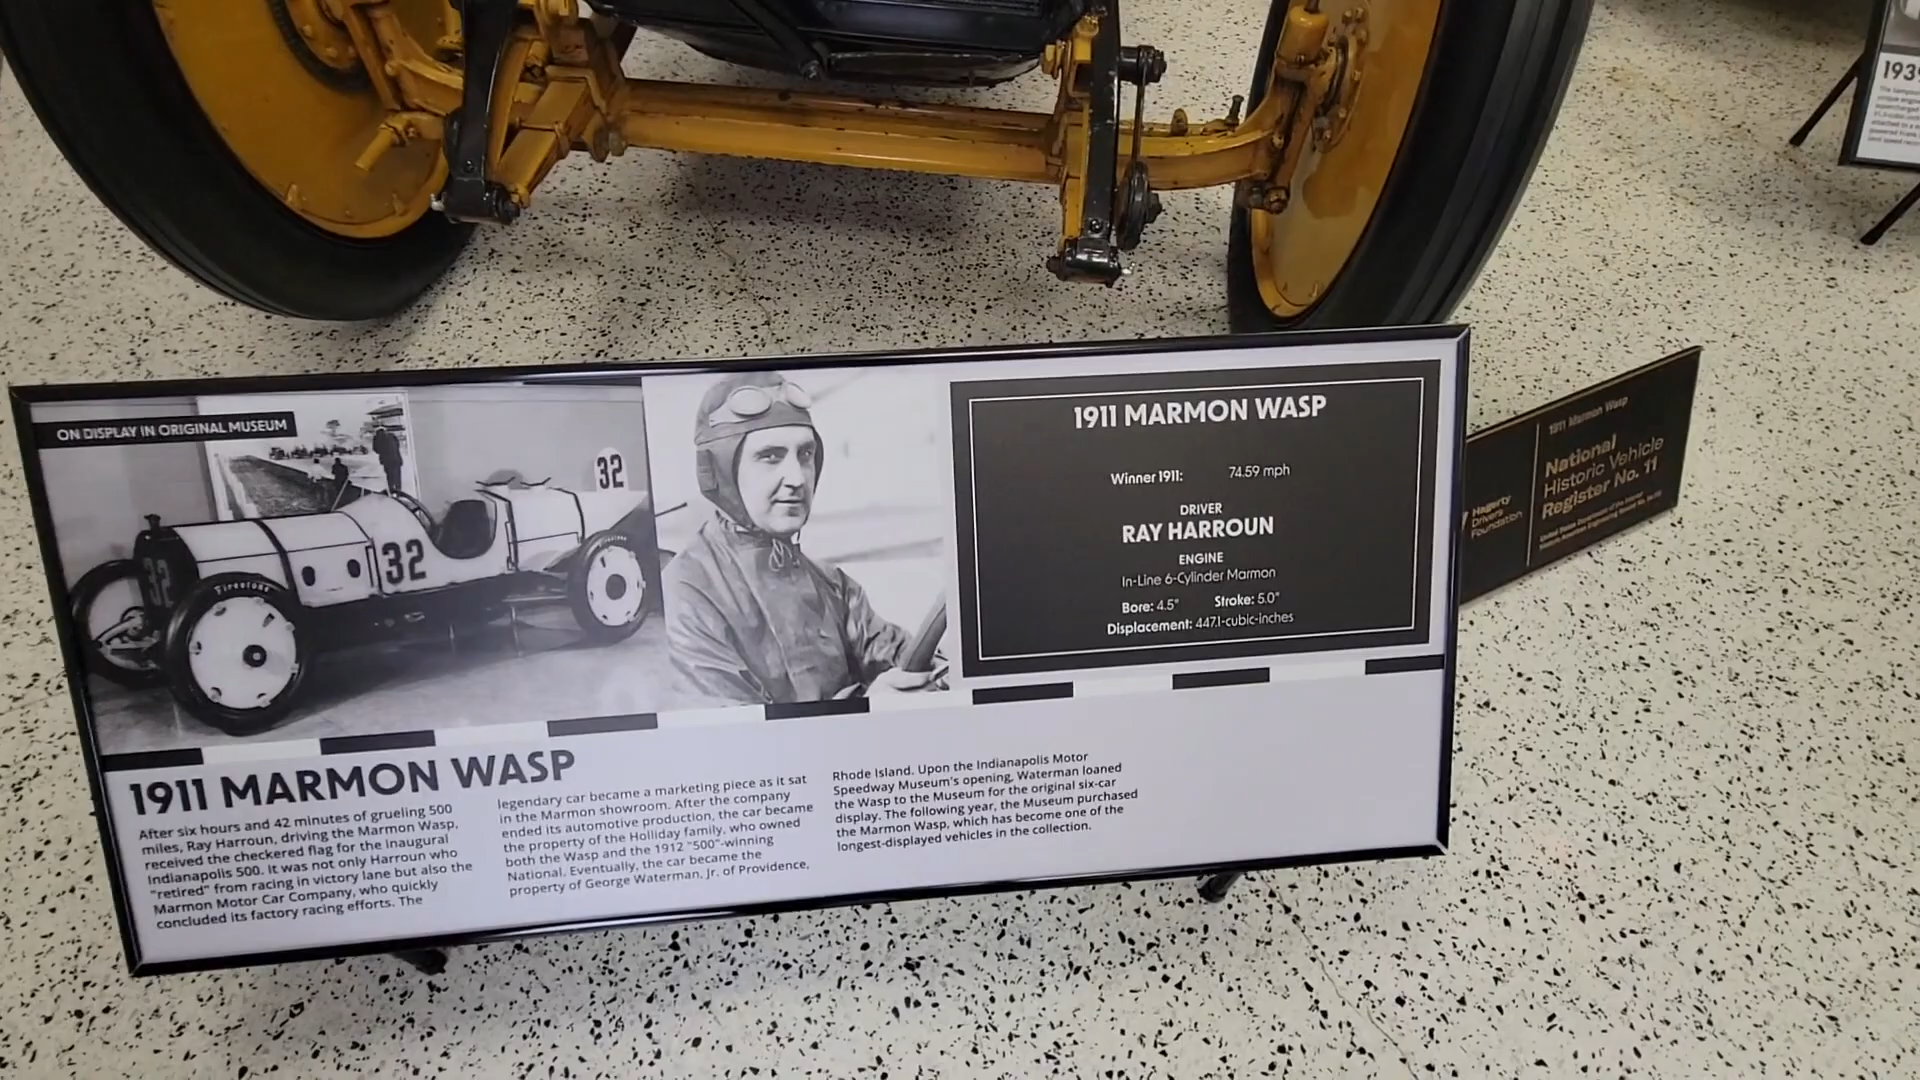 ON DISPLAY IN ORIGINAL MUSEUM
32
32
32
Firestone
Firestone
1911 MARMON WASP
Winner 1911: 74.59 mph
DRIVER
RAY HARROUN
ENGINE
In-Line 6-Cylinder Marmon
Bore: 4.5" Stroke: 5.0"
Displacement: 447.1-cubic-inches
1911 MARMON WASP
After six hours and 42 minutes of grueling 500
miles, Ray Harroun, driving the Marmon Wasp,
received the checkered flag for the inaugural
Indianapolis 500. It was not only Harroun who
"retired" from racing in victory lane but also the
Marmon Motor Car Company, who quickly
concluded its factory racing efforts. The
legendary car became a marketing piece as it sat
in the Marmon showroom. After the company
ended its automotive production, the car became
the property of the Holliday family, who owned
both the Wasp and the 1912 "500"-winning
National. Eventually, the car became the
property of George Waterman, Jr. of Providence,
Rhode Island. Upon the Indianapolis Motor
Speedway Museum's opening, Waterman loaned
the Wasp to the Museum for the original six-car
display. The following year, the Museum purchased
the Marmon Wasp, which has become one of the
longest-displayed vehicles in the collection.
Hagerty
Drivers
Foundation
1911 Marmon Wasp
National
Historic Vehicle
Register No. 11
United States Department of the Interior
193